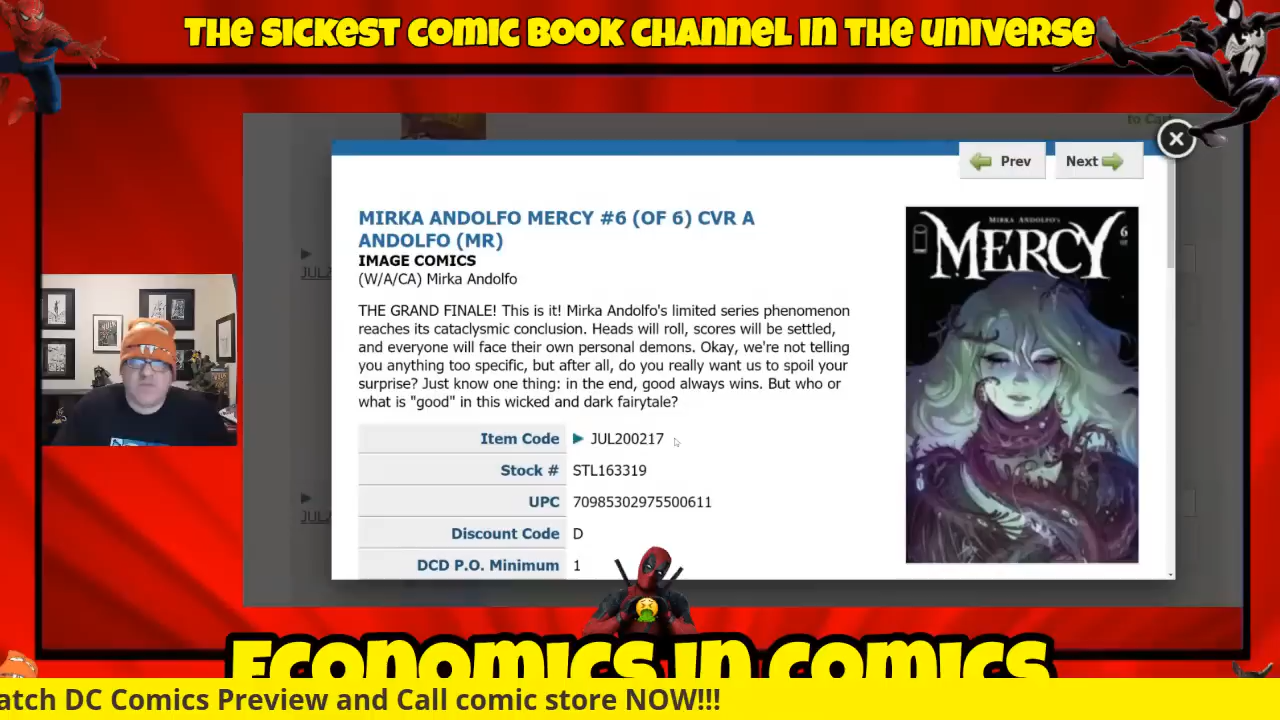 THE SICKEST COMIC BOOK CHANNEL IN THE UNIVERSE
to Cart
Prev
Next
MIRKA ANDOLFO MERCY #6 (OF 6) CVR A
ANDOLFO (MR)
IMAGE COMICS
(W/A/CA) Mirka Andolfo
THE GRAND FINALE! This is it! Mirka Andolfo's limited series phenomenon
reaches its cataclysmic conclusion. Heads will roll, scores will be settled,
and everyone will face their own personal demons. Okay, we're not telling
you anything too specific, but after all, do you really want us to spoil your
surprise? Just know one thing: in the end, good always wins. But who or
what is "good" in this wicked and dark fairytale?
Item Code JUL200217
Stock # STL163319
UPC 70985302975500611
Discount Code D
DCD P.O. Minimum 1
MIRKA ANDOLFO'S
MERCY
6
JUL2
JUL2
ECONOMICS IN COMICS
atch DC Comics Preview and Call comic store NOW!!!